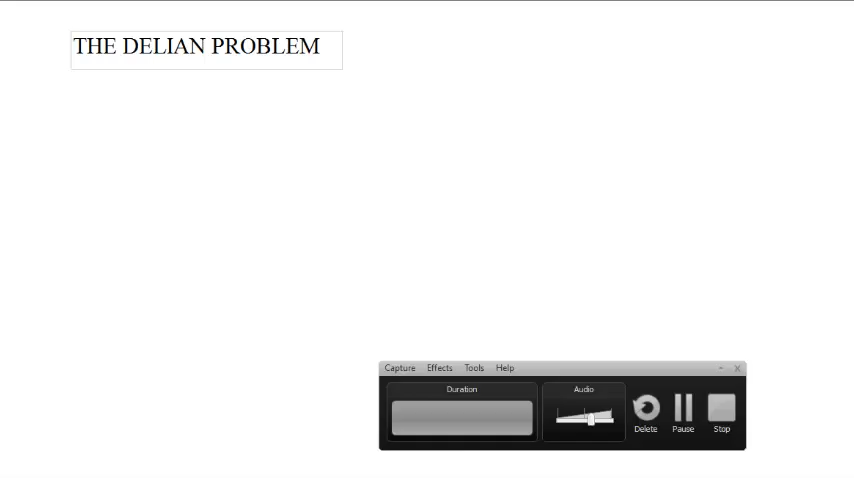 THE DELIAN PROBLEM
Capture Effects Tools Help
Duration Audio
Delete Pause Stop